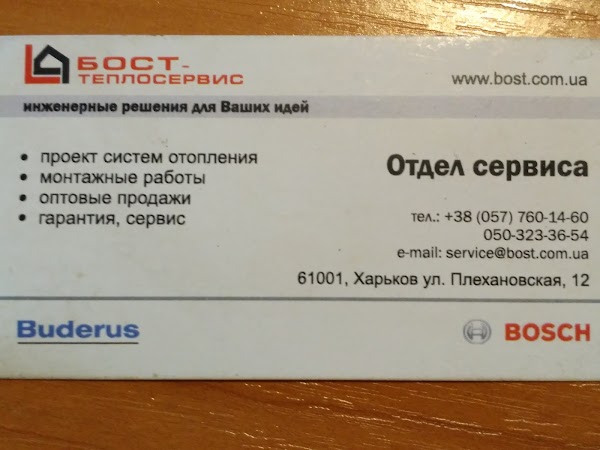 БОСТ-
ТЕПЛОСЕРВИС
www.bost.com.ua
инженерные решения для Ваших идей
• проект систем отопления
• монтажные работы
• оптовые продажи
• гарантия, сервис
Отдел сервиса
тел.: +38 (057) 760-14-60
050-323-36-54
e-mail: service@bost.com.ua
61001, Харьков ул. Плехановская, 12
Buderus
BOSCH